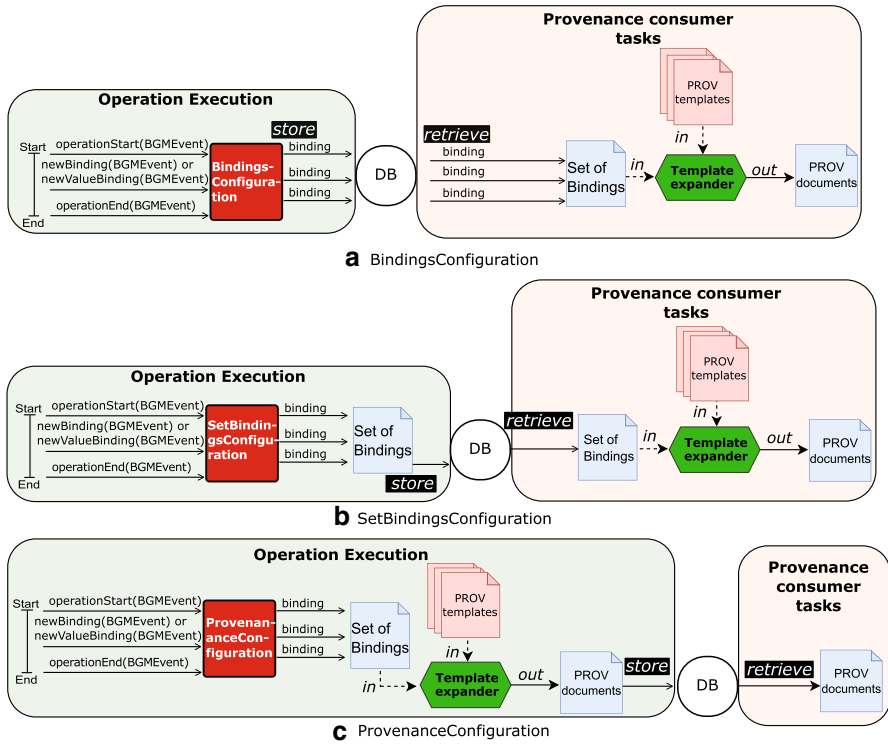 Provenance consumer
tasks
Operation Execution
store
retrieve
Start
operationStart(BGMEvent)
newBinding(BGMEvent) or
newValueBinding(BGMEvent)
operationEnd(BGMEvent)
End
Bindings-
Configura-
tion
binding
binding
binding
DB
binding
binding
binding
Set of
Bindings
in
PROV
templates
in
Template
expander
out
PROV
documents
a BindingsConfiguration
Provenance consumer
tasks
Operation Execution
Start
operationStart(BGMEvent)
newBinding(BGMEvent) or
newValueBinding(BGMEvent)
operationEnd(BGMEvent)
End
SetBindin-
gsConfigu-
ration
binding
binding
binding
Set of
Bindings
store
DB
retrieve
Set of
Bindings
in
PROV
templates
in
Template
expander
out
PROV
documents
b SetBindingsConfiguration
Operation Execution
Provenance
consumer
tasks
Start
operationStart(BGMEvent)
newBinding(BGMEvent) or
newValueBinding(BGMEvent)
operationEnd(BGMEvent)
End
Provenan-
anceCon-
figuration
binding
binding
binding
Set of
Bindings
in
PROV
templates
in
Template
expander
out
PROV
documents
store
DB
retrieve
PROV
documents
c ProvenanceConfiguration